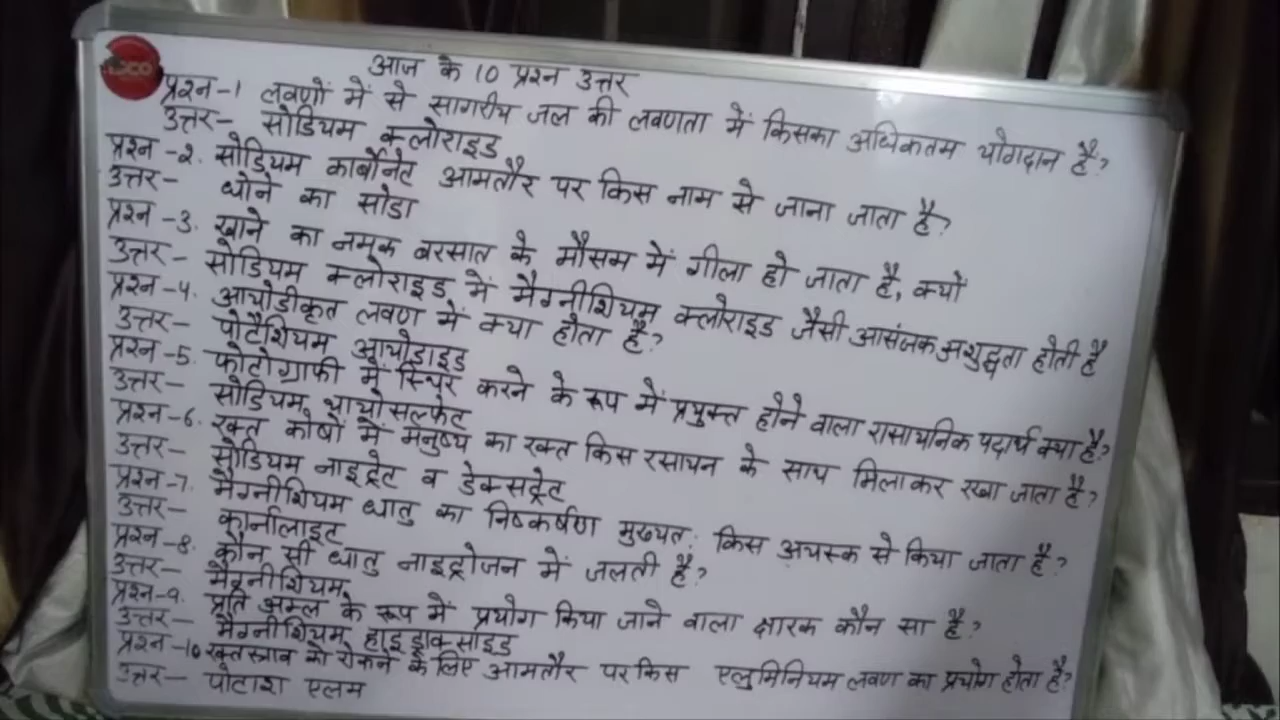 आज के 10 प्रश्न उत्तर
प्रश्न-1 लवणों में से सागरीय जल की लवणता में किसका अधिकतम योगदान है?
उत्तर- सोडियम क्लोराइड
प्रश्न-2. सोडियम कार्बोनेट आमतौर पर किस नाम से जाना जाता है?
उत्तर- धोने का सोडा
प्रश्न-3. खाने का नमक बरसात के मौसम में गीला हो जाता है, क्यों
उत्तर- सोडियम क्लोराइड में मैग्नीशियम क्लोराइड जैसी आसंजक अशुद्धता होती है
प्रश्न-4. आयोडीकृत लवण में क्या होता है?
उत्तर- पोटैशियम आयोडाइड
प्रश्न-5. फोटोग्राफी में स्थिर करने के रूप में प्रयुक्त होने वाला रासायनिक पदार्थ क्या है?
उत्तर- सोडियम थायोसल्फेट
प्रश्न-6. रक्त कोषों में मनुष्य का रक्त किस रसायन के साथ मिलाकर रखा जाता है?
उत्तर- सोडियम नाइट्रेट व डेक्सट्रेट
प्रश्न-7. मैग्नीशियम धातु का निष्कर्षण मुख्यत: किस अयस्क से किया जाता है?
उत्तर- कार्नालाइट
प्रश्न-8. कौन सी धातु नाइट्रोजन में जलती है?
उत्तर- मैग्नीशियम
प्रश्न-9. प्रति अम्ल के रूप में प्रयोग किया जाने वाला क्षारक कौन सा है?
उत्तर- मैग्नीशियम हाइड्राक्साइड
प्रश्न-10 रक्तस्त्राव को रोकने के लिए आमतौर पर किस एलुमिनियम लवण का प्रयोग होता है?
उत्तर- पोटाश एलम